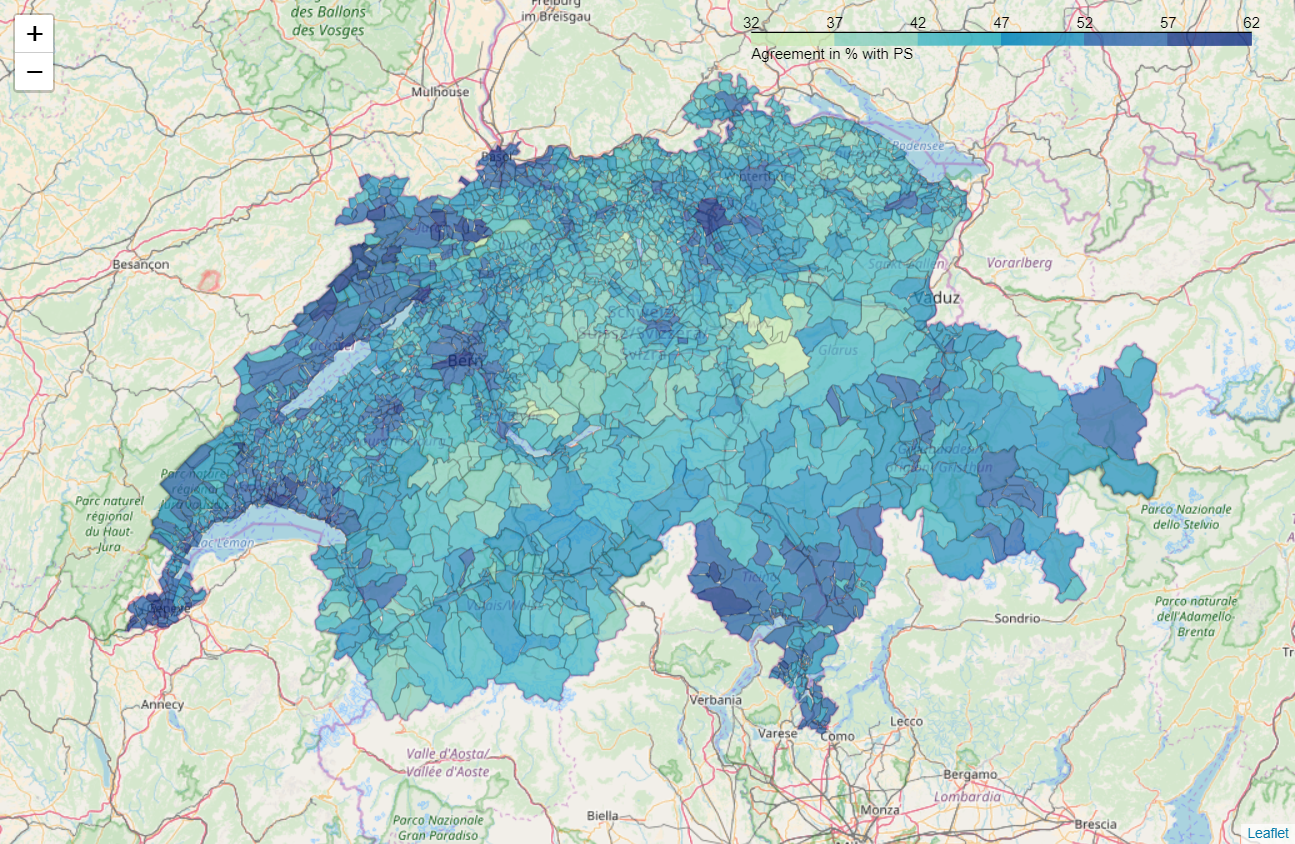 +
−
des Ballons
des Vosges
Freiburg
im Breisgau
Mulhouse
32 37 42 47 52 57 62
Agreement in % with PS
Bodensee
Basel
Winterthur
Besançon
Vorarlberg
Vaduz
Glarus
Bern
Parc naturel
régional
du Haut-
Jura
Lac Léman
Genève
Ticino
Valais/Wallis
Parco Nazionale
dello Stelvio
Parco naturale
dell'Adamello-
Brenta
Sondrio
Annecy
Verbania
Varese
Como
Lecco
Valle d'Aosta/
Vallée d'Aoste
Bergamo
Lombardia
Biella
Monza
Parco Nazionale
Gran Paradiso
Brescia
Leaflet